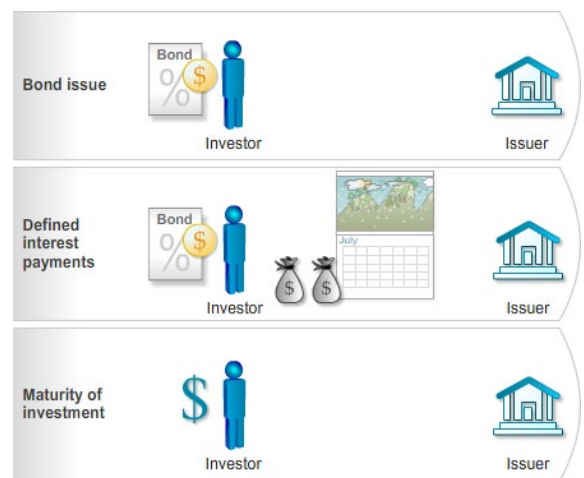 Bond issue
Bond
%
$
Investor
Issuer
Defined
interest
payments
Bond
%
$
July
$
$
Investor
Issuer
Maturity of
investment
$
Investor
Issuer